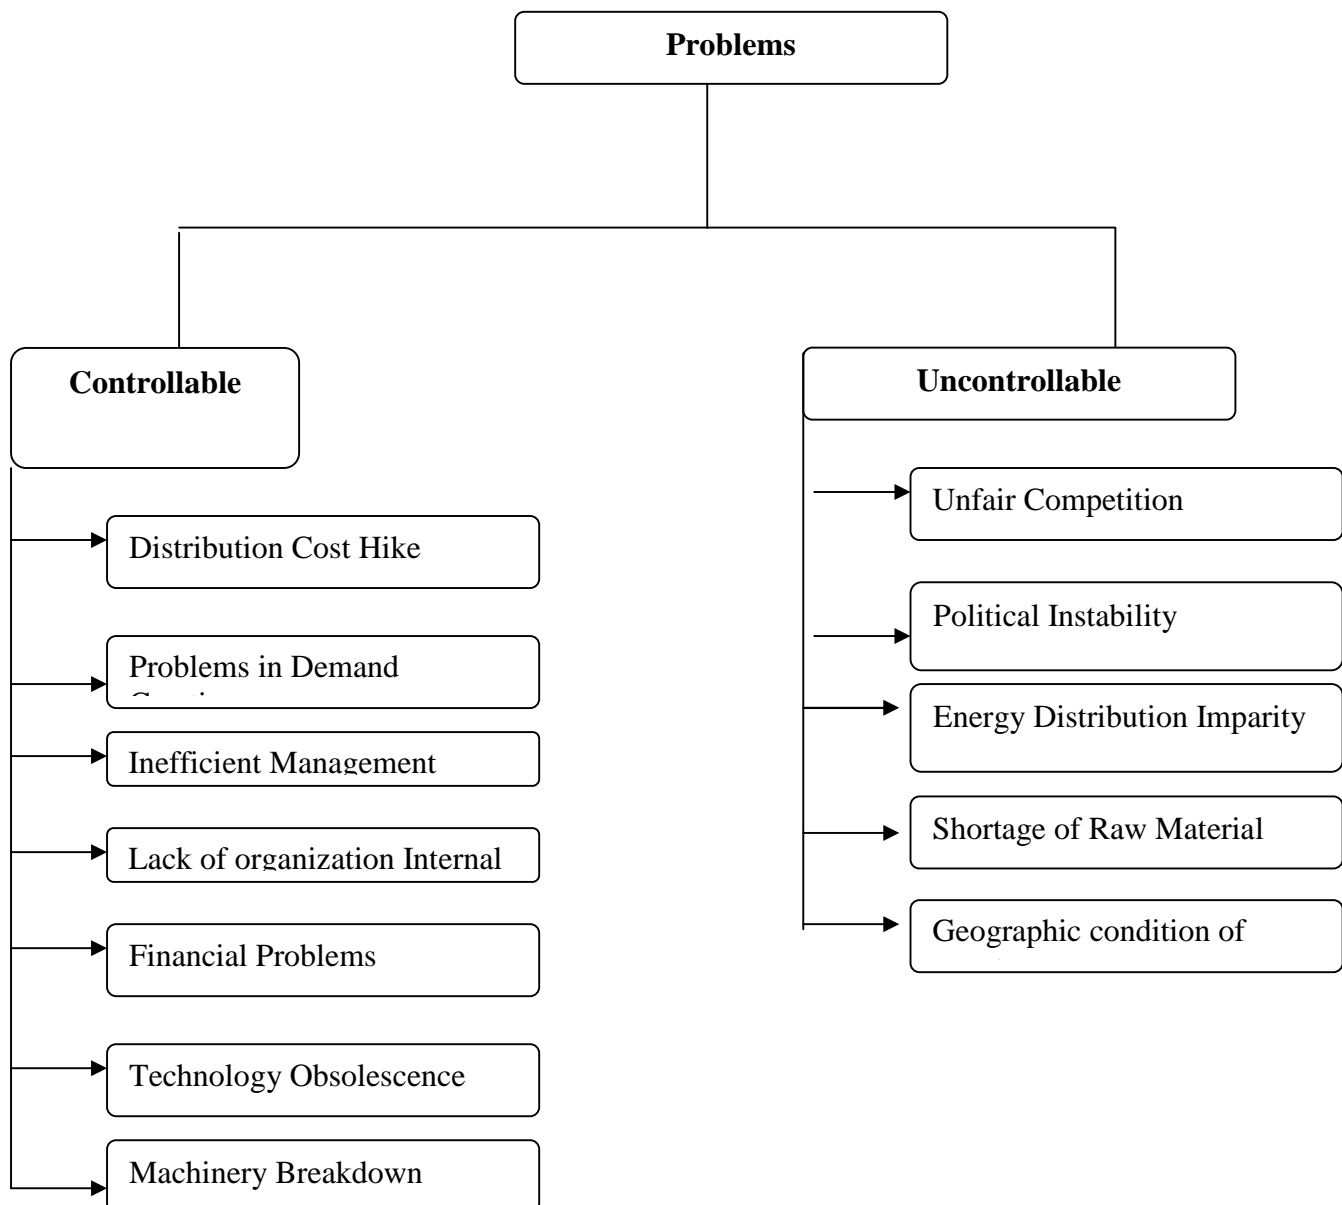 Problems
Controllable
Uncontrollable
Distribution Cost Hike
Problems in Demand
Inefficient Management
Lack of organization Internal
Financial Problems
Technology Obsolescence
Machinery Breakdown
Unfair Competition
Political Instability
Energy Distribution Imparity
Shortage of Raw Material
Geographic condition of